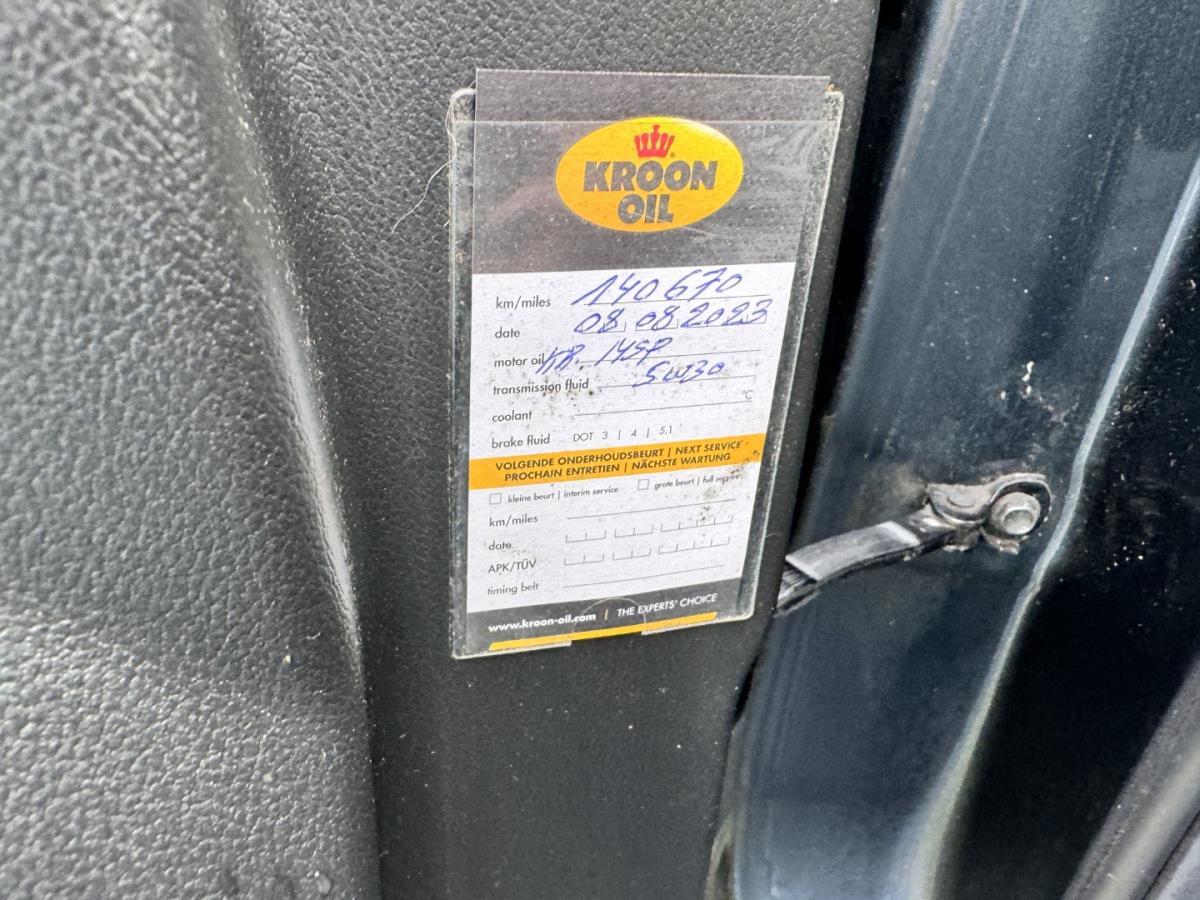 KROON
OIL
km/miles 140670
date 08 08 2023
motor oil KR. 145P
transmission fluid 5W30
coolant °C
brake fluid DOT 3 | 4 | 5.1
VOLGENDE ONDERHOUDSBEURT | NEXT SERVICE
PROCHAIN ENTRETIEN | NÄCHSTE WARTUNG
kleine beurt | interim service grote beurt | full service
km/miles
date
APK/TÜV
timing belt
www.kroon-oil.com | THE EXPERTS' CHOICE